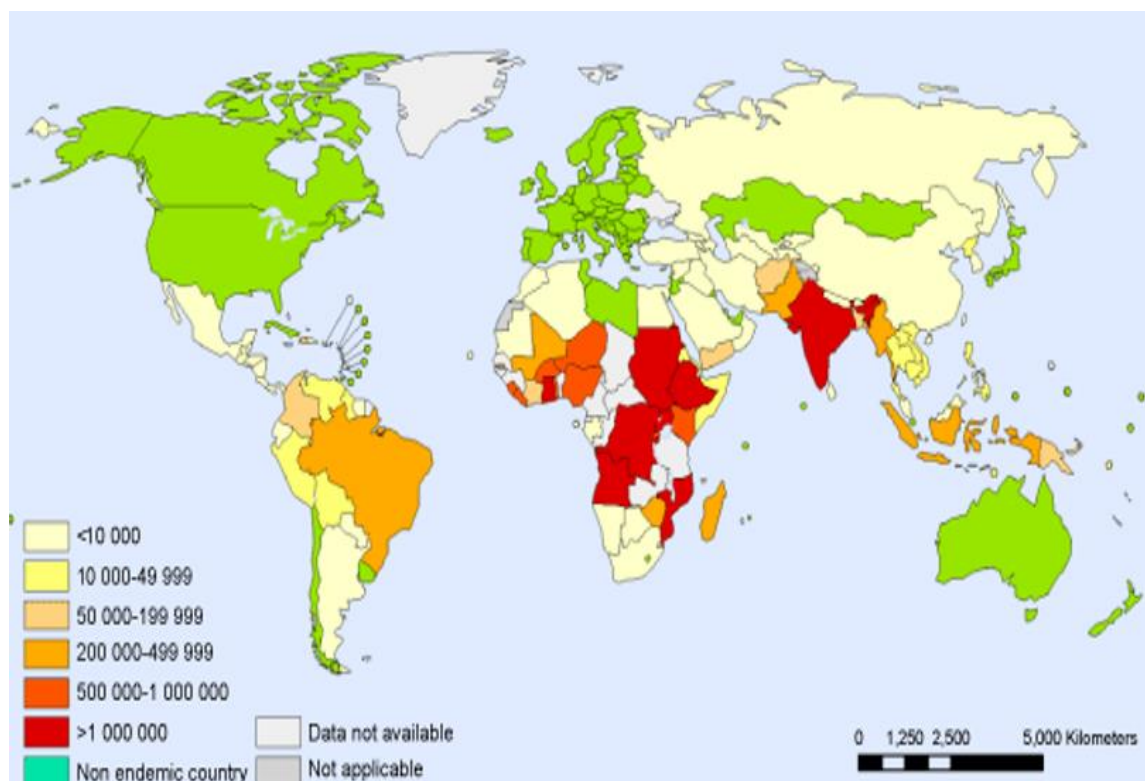 <10 000
10 000-49 999
50 000-199 999
200 000-499 999
500 000-1 000 000
>1 000 000
Non endemic country
Data not available
Not applicable
0 1,250 2,500 5,000 Kilometers